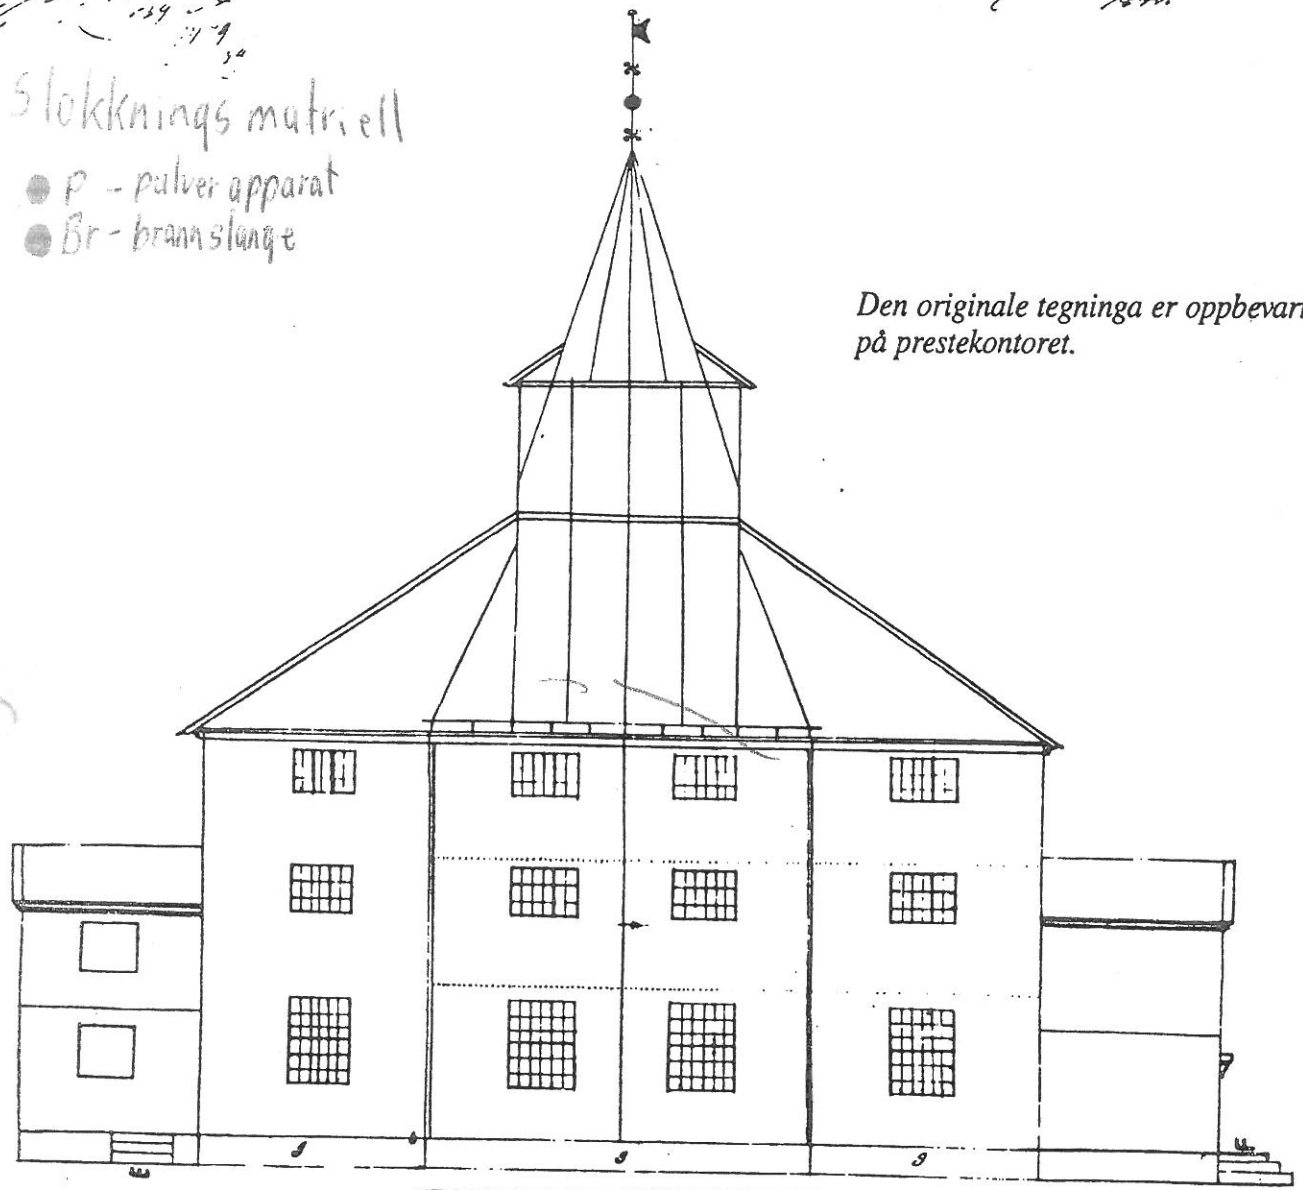 Slokknings matriell
P - pulver apparat
Br - brannslange
Den originale tegninga er oppbevart
på prestekontoret.
g
g
g